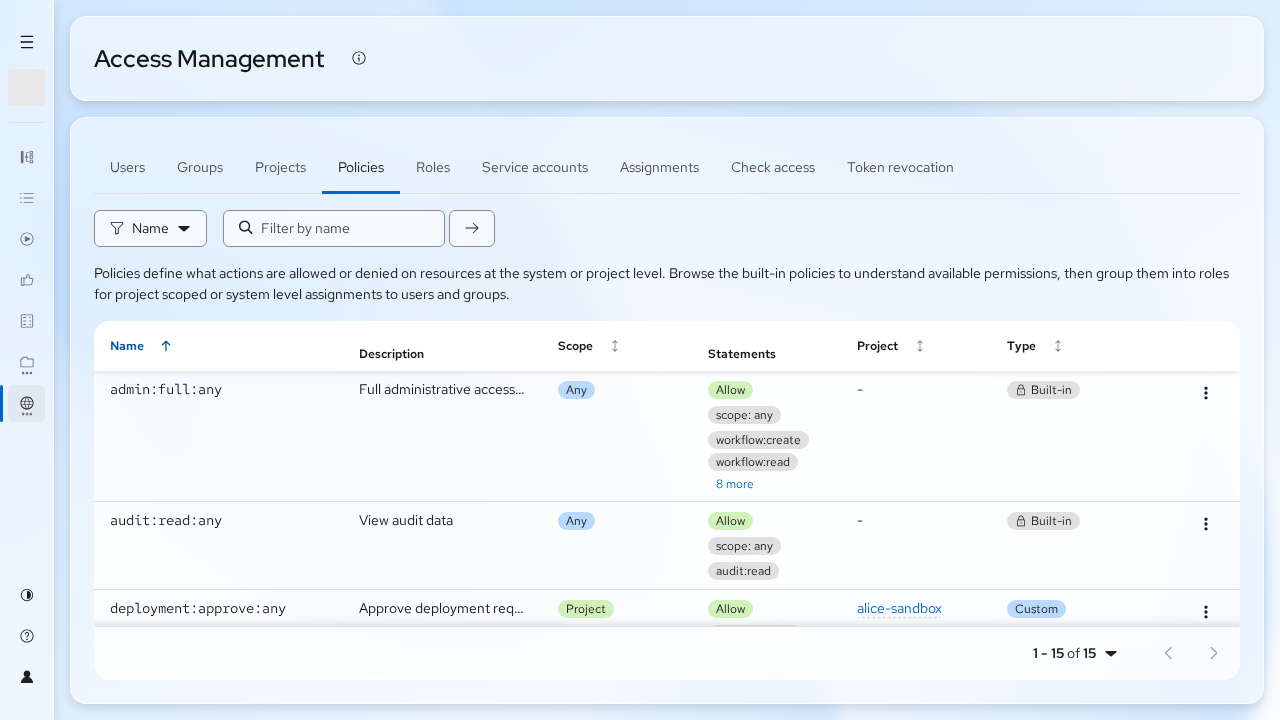 Access Management
Users Groups Projects Policies Roles Service accounts Assignments Check access Token revocation
Name Filter by name
Policies define what actions are allowed or denied on resources at the system or project level. Browse the built-in policies to understand available permissions, then group them into roles
for project scoped or system level assignments to users and groups.
Name Description Scope Statements Project Type
admin:full:any Full administrative access... Any Allow - Built-in
scope: any
workflow:create
workflow:read
8 more
audit:read:any View audit data Any Allow - Built-in
scope: any
audit:read
deployment:approve:any Approve deployment req... Project Allow alice-sandbox Custom
1 - 15 of 15